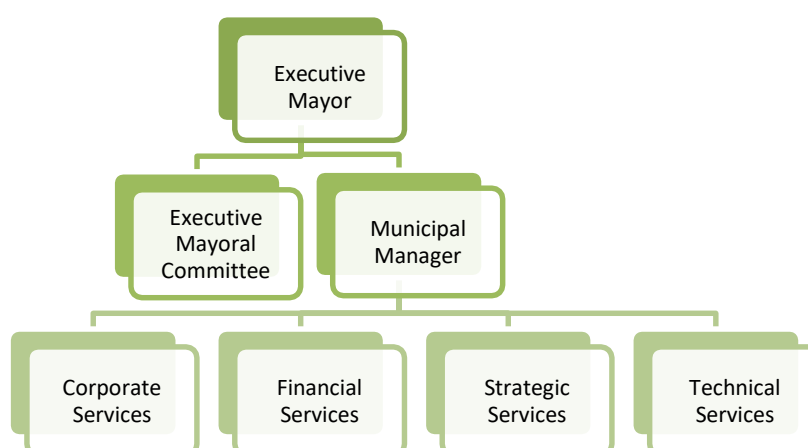 Executive
Mayor
Executive
Mayoral
Committee
Municipal
Manager
Corporate
Services
Financial
Services
Strategic
Services
Technical
Services